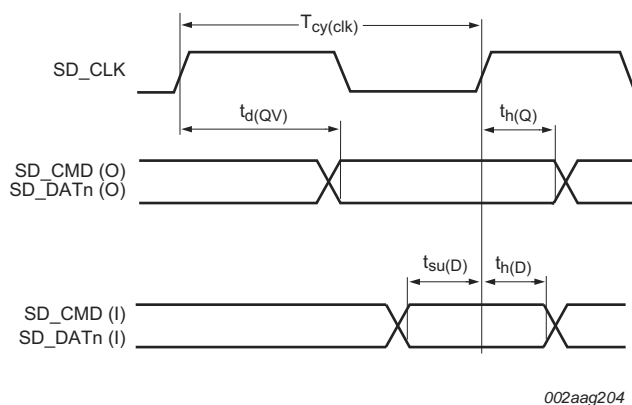 T_cy(clk)
SD_CLK
t_d(QV)
t_h(Q)
SD_CMD (O)
SD_DATn (O)
t_su(D)
t_h(D)
SD_CMD (I)
SD_DATn (I)
002aag204